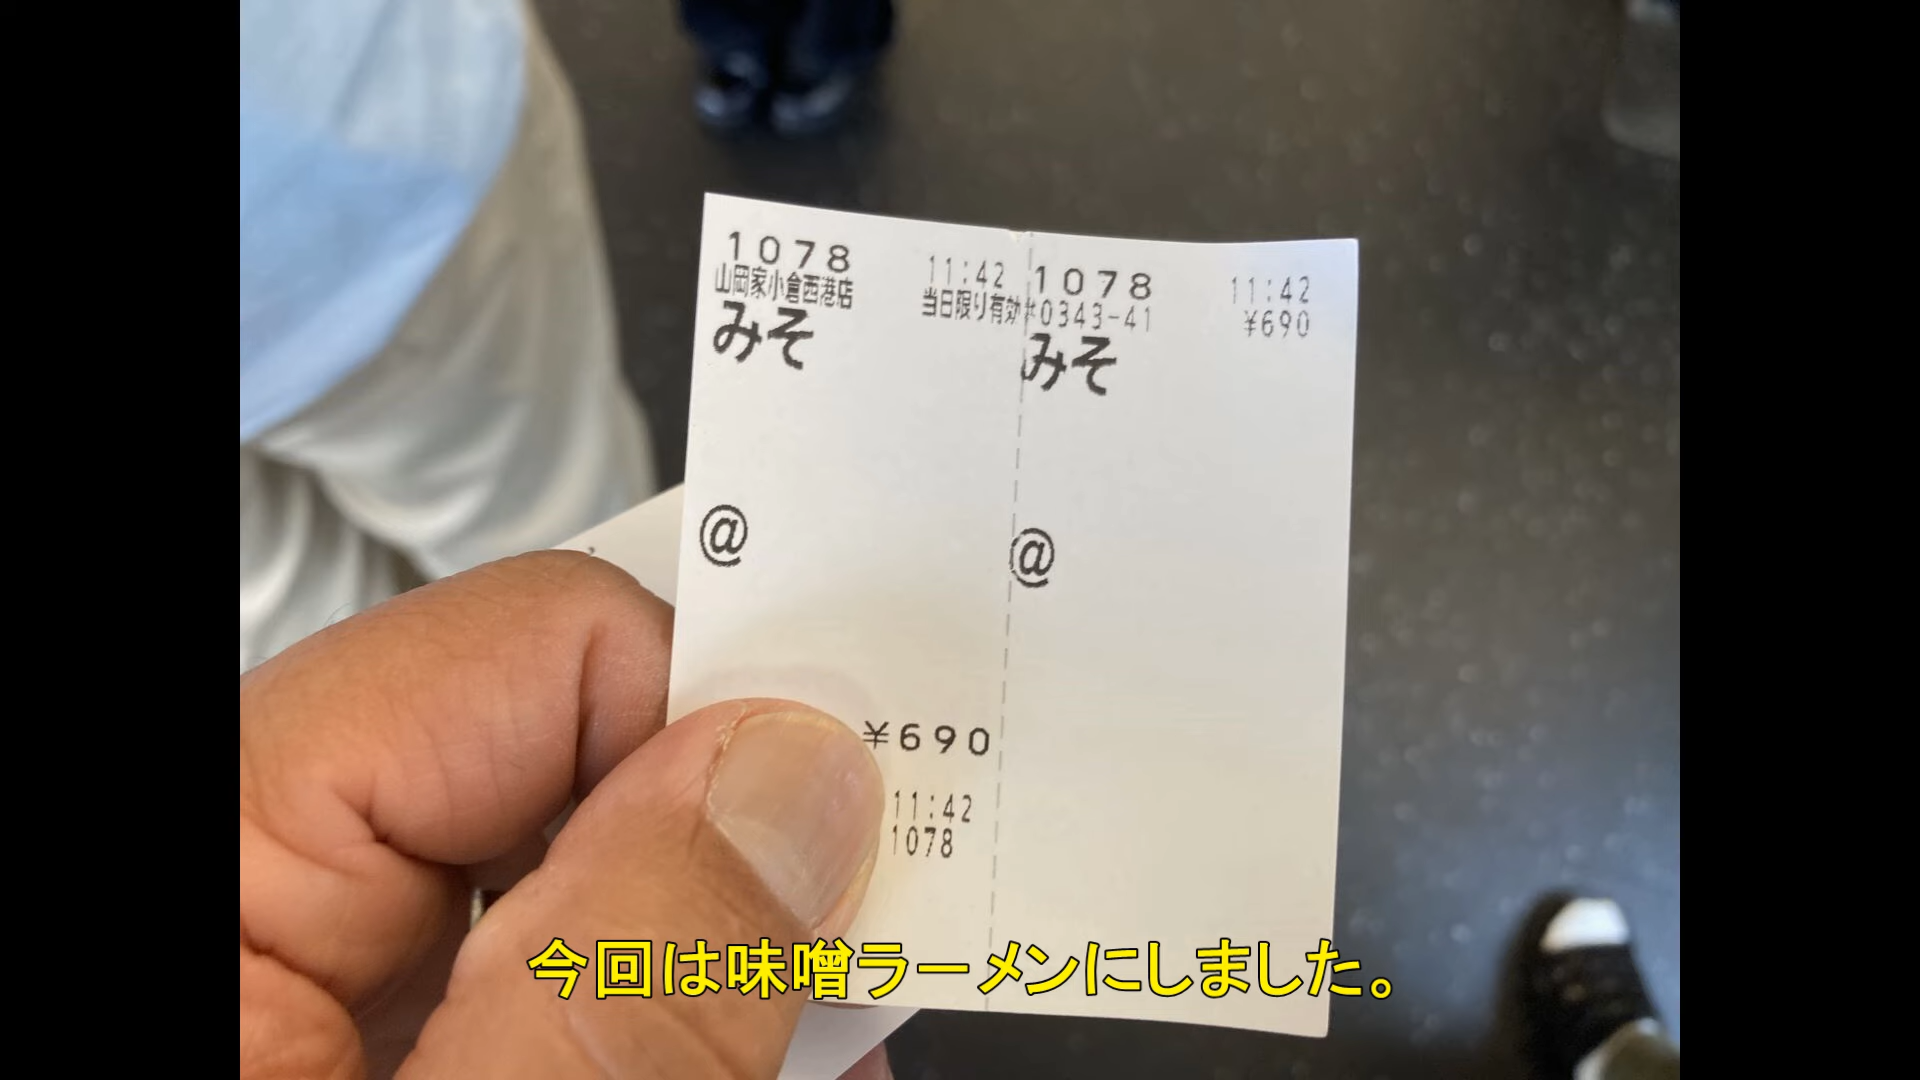 1078 11:42
山岡家小倉西港店 当日限り有効
みそ
@
¥690
11:42
1078
1078 11:42
#0343-41 ¥690
みそ
@
今回は味噌ラーメンにしました。